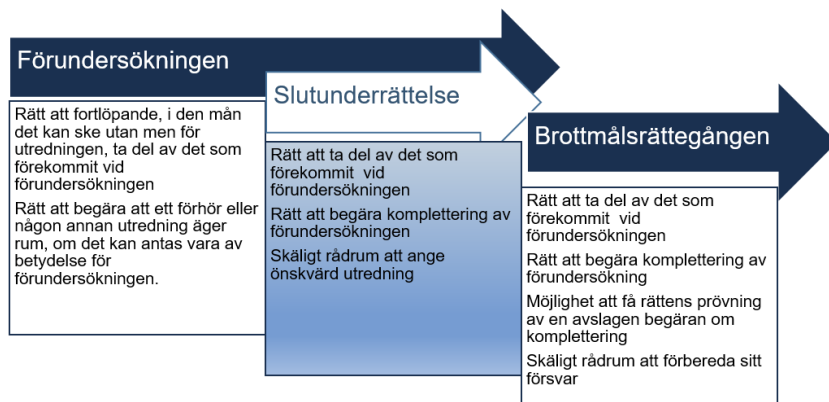 Förundersökningen
Rätt att fortlöpande, i den mån
det kan ske utan men för
utredningen, ta del av det som
förekommit vid
förundersökningen
Rätt att begära att ett förhör eller
någon annan utredning äger
rum, om det kan antas vara av
betydelse för
förundersökningen.
Slutunderrättelse
Rätt att ta del av det som
förekommit vid
förundersökningen
Rätt att begära komplettering av
förundersökningen
Skäligt rådrum att ange
önskvärd utredning
Brottmålsrättegången
Rätt att ta del av det som
förekommit vid
förundersökningen
Rätt att begära komplettering av
förundersökning
Möjlighet att få rättens prövning
av en avslagen begäran om
komplettering
Skäligt rådrum att förbereda sitt
försvar